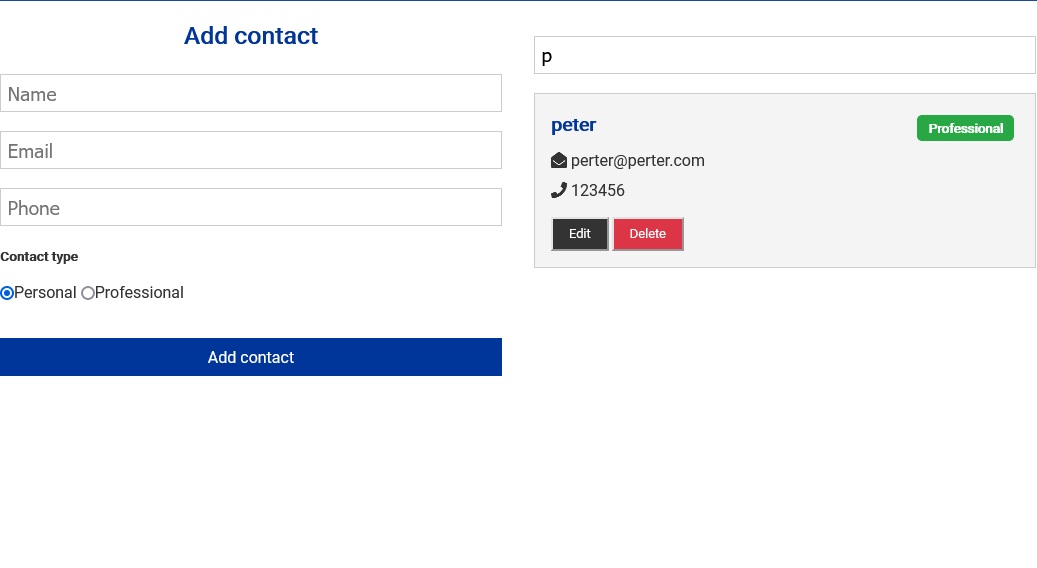 Add contact
Name
Email
Phone
Contact type
Personal Professional
Add contact
p
peter
Professional
perter@perter.com
123456
Edit Delete